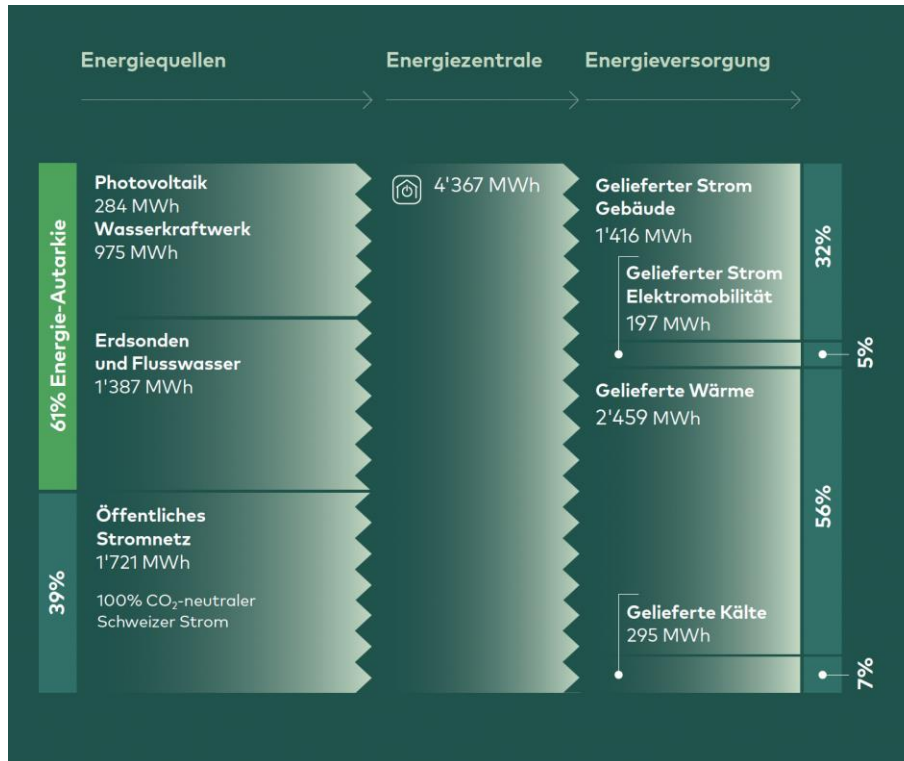 Energiequellen
Energiezentrale
Energieversorgung
61% Energie-Autarkie
39%
Photovoltaik
284 MWh
Wasserkraftwerk
975 MWh
Erdsonden
und Flusswasser
1'387 MWh
Öffentliches
Stromnetz
1'721 MWh
100% CO₂-neutraler
Schweizer Strom
4'367 MWh
Gelieferter Strom
Gebäude
1'416 MWh
Gelieferter Strom
Elektromobilität
197 MWh
Gelieferte Wärme
2'459 MWh
Gelieferte Kälte
295 MWh
32%
5%
56%
7%